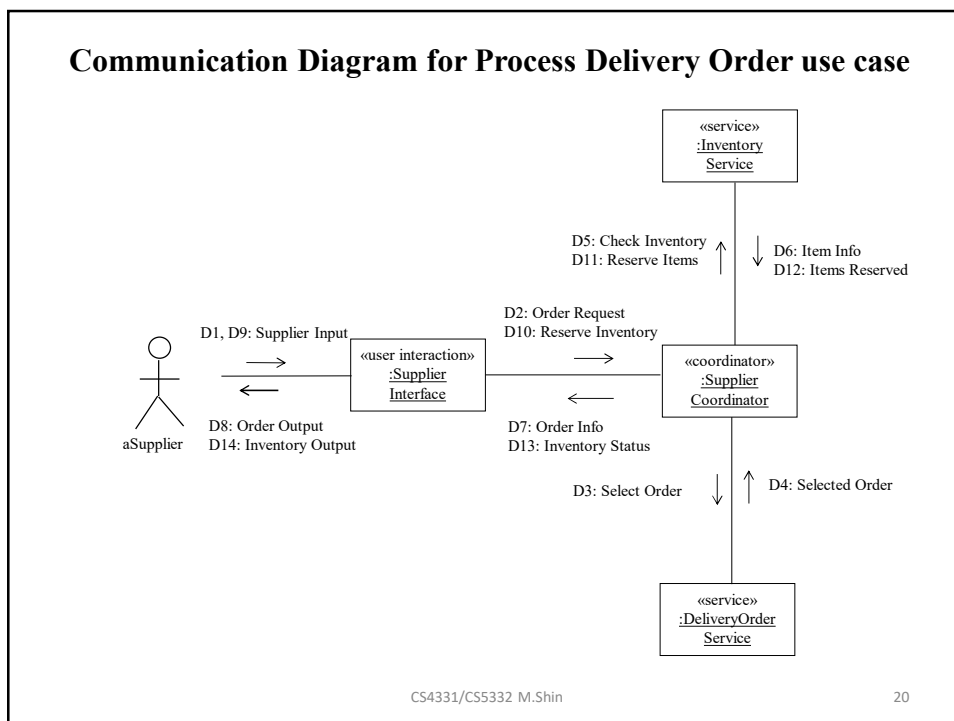 Communication Diagram for Process Delivery Order use case
«service»
:Inventory
Service
D5: Check Inventory
D11: Reserve Items
D6: Item Info
D12: Items Reserved
D1, D9: Supplier Input
D2: Order Request
D10: Reserve Inventory
«user interaction»
:Supplier
Interface
«coordinator»
:Supplier
Coordinator
aSupplier
D8: Order Output
D14: Inventory Output
D7: Order Info
D13: Inventory Status
D3: Select Order
D4: Selected Order
«service»
:DeliveryOrder
Service
CS4331/CS5332 M.Shin
20